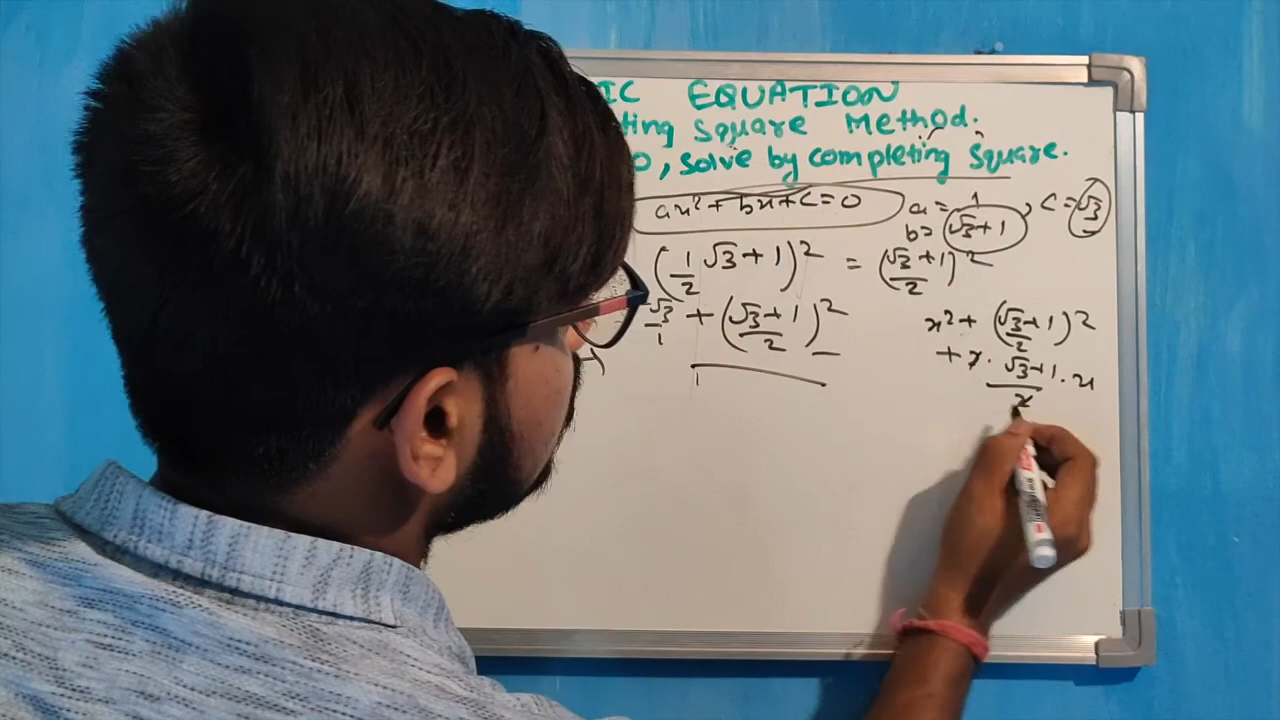 IC EQUATION
ting Square Method.
0, solve by completing Square.
ax²+bx+c=0
a=1, c=√3
b=√3+1
(1/2 √3+1)² = (√3+1/2)²
√3/1 + (√3+1/2)²
x²+(√3+1/2)²
+2·√3+1/2·x